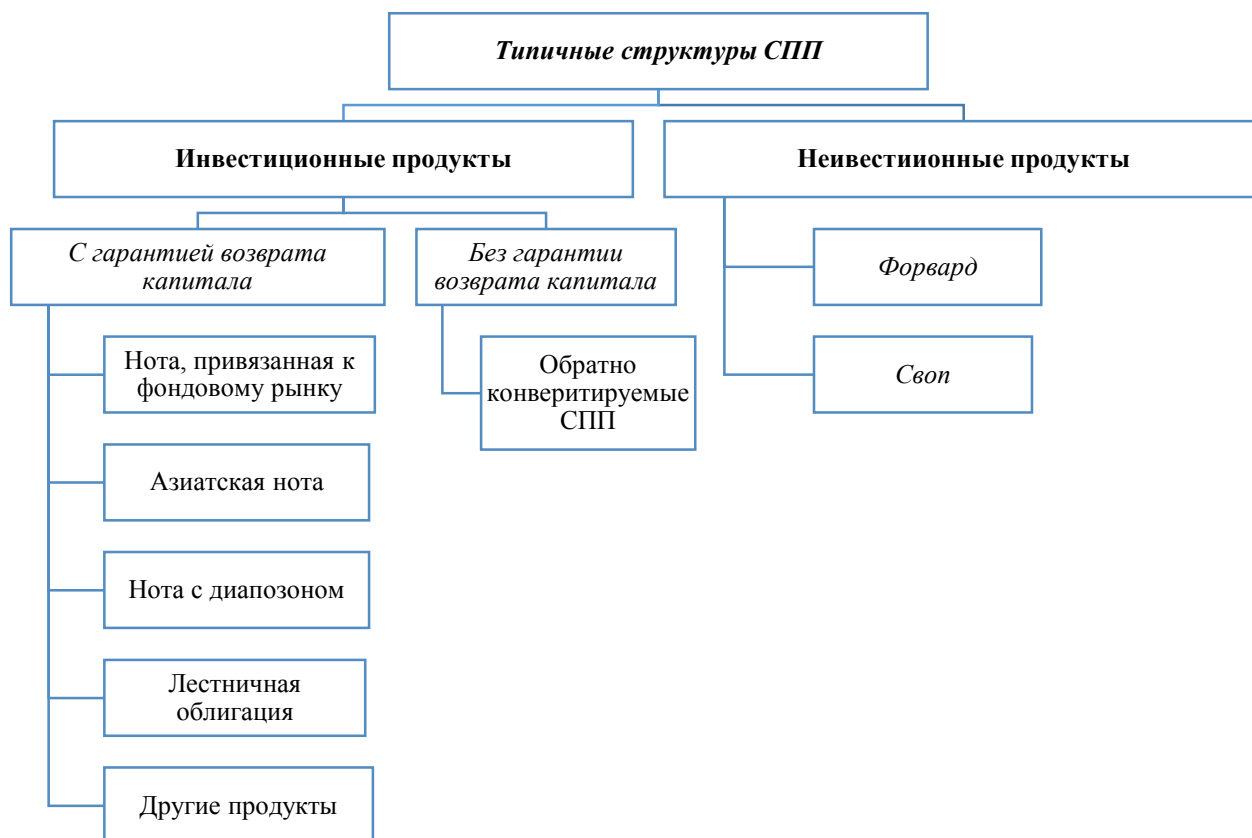 Типичные структуры СПП
Инвестиционные продукты
Неивестиионные продукты
С гарантией возврата
капитала
Без гарантии
возврата капитала
Форвард
Нота, привязанная к
фондовому рынку
Обратно
конверитируемые
СПП
Своп
Азиатская нота
Нота с диапозоном
Лестничная
облигация
Другие продукты